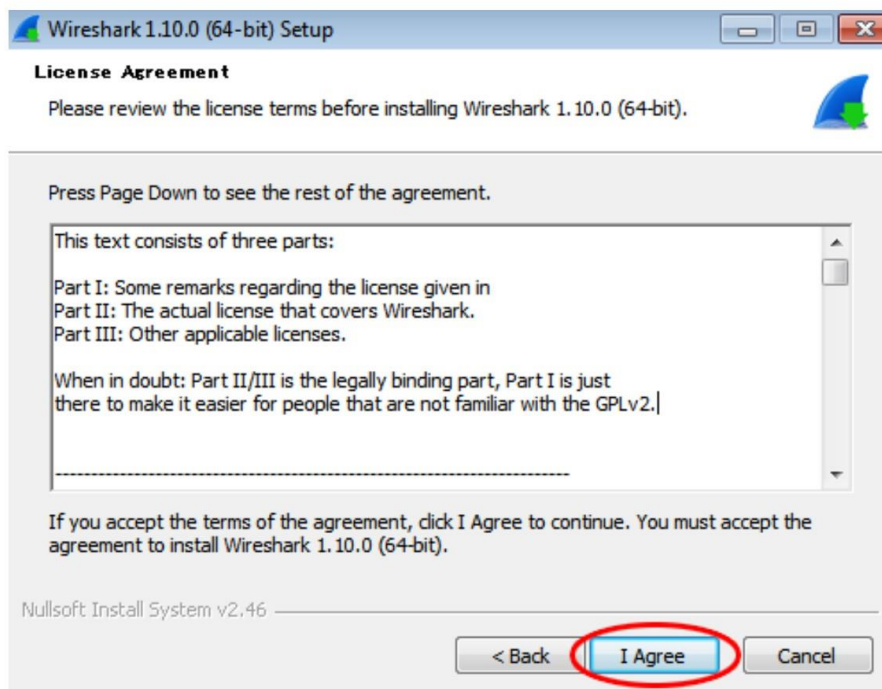 Wireshark 1.10.0 (64-bit) Setup
License Agreement
Please review the license terms before installing Wireshark 1.10.0 (64-bit).
Press Page Down to see the rest of the agreement.
This text consists of three parts:
Part I: Some remarks regarding the license given in
Part II: The actual license that covers Wireshark.
Part III: Other applicable licenses.
When in doubt: Part II/III is the legally binding part, Part I is just
there to make it easier for people that are not familiar with the GPLv2.
------------------------------------------------------------------------
If you accept the terms of the agreement, click I Agree to continue. You must accept the
agreement to install Wireshark 1.10.0 (64-bit).
Nullsoft Install System v2.46
< Back I Agree Cancel